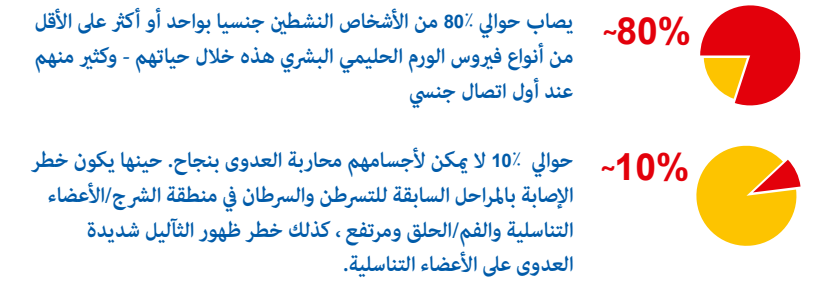 يصاب حوالي 80٪ من الأشخاص النشطين جنسيا بواحد أو أكثر على الأقل
من أنواع فيروس الورم الحليمي البشري هذه خلال حياتهم - وكثير منهم
عند أول اتصال جنسي
~80%
حوالي 10٪ لا يمكن لأجسامهم محاربة العدوى بنجاح. حينها يكون خطر
الإصابة بالمراحل السابقة للتسرطن والسرطان في منطقة الشرج/الأعضاء
التناسلية والفم/الحلق ومرتفع ، كذلك خطر ظهور الثآليل شديدة
العدوى على الأعضاء التناسلية.
~10%